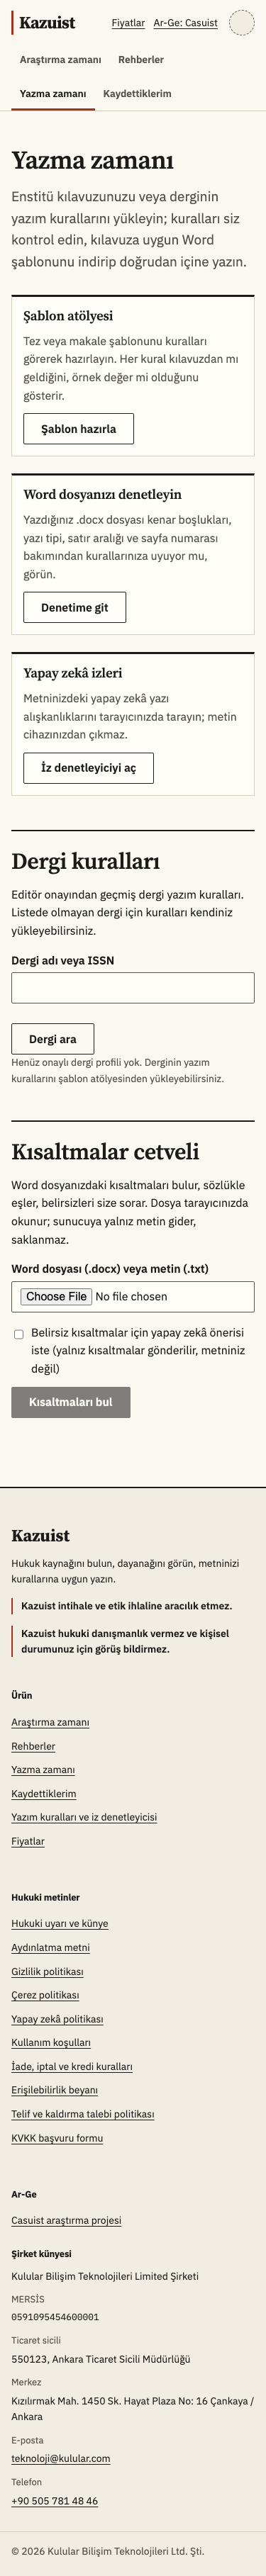 Kazuist
Fiyatlar Ar-Ge: Casuist
Araştırma zamanı Rehberler
Yazma zamanı Kaydettiklerim
Yazma zamanı
Enstitü kılavuzunuzu veya derginin
yazım kurallarını yükleyin; kuralları siz
kontrol edin, kılavuza uygun Word
şablonunu indirip doğrudan içine yazın.
Şablon atölyesi
Tez veya makale şablonunu kuralları
görerek hazırlayın. Her kural kılavuzdan mı
geldiğini, örnek değer mi olduğunu
gösterir.
Şablon hazırla
Word dosyanızı denetleyin
Yazdığınız .docx dosyası kenar boşlukları,
yazı tipi, satır aralığı ve sayfa numarası
bakımından kurallarınıza uyuyor mu,
görün.
Denetime git
Yapay zekâ izleri
Metninizdeki yapay zekâ yazı
alışkanlıklarını tarayıcınızda tarayın; metin
cihazınızdan çıkmaz.
İz denetleyiciyi aç
Dergi kuralları
Editör onayından geçmiş dergi yazım kuralları.
Listede olmayan dergi için kuralları kendiniz
yükleyebilirsiniz.
Dergi adı veya ISSN
Dergi ara
Henüz onaylı dergi profili yok. Derginin yazım
kurallarını şablon atölyesinden yükleyebilirsiniz.
Kısaltmalar cetveli
Word dosyanızdaki kısaltmaları bulur, sözlükle
eşler, belirsizleri size sorar. Dosya tarayıcınızda
okunur; sunucuya yalnız metin gider,
saklanmaz.
Word dosyası (.docx) veya metin (.txt)
Choose File No file chosen
Belirsiz kısaltmalar için yapay zekâ önerisi
iste (yalnız kısaltmalar gönderilir, metniniz
değil)
Kısaltmaları bul
Kazuist
Hukuk kaynağını bulun, dayanağını görün, metninizi
kurallarına uygun yazın.
Kazuist intihale ve etik ihlaline aracılık etmez.
Kazuist hukuki danışmanlık vermez ve kişisel
durumunuz için görüş bildirmez.
Ürün
Araştırma zamanı
Rehberler
Yazma zamanı
Kaydettiklerim
Yazım kuralları ve iz denetleyicisi
Fiyatlar
Hukuki metinler
Hukuki uyarı ve künye
Aydınlatma metni
Gizlilik politikası
Çerez politikası
Yapay zekâ politikası
Kullanım koşulları
İade, iptal ve kredi kuralları
Erişilebilirlik beyanı
Telif ve kaldırma talebi politikası
KVKK başvuru formu
Ar-Ge
Casuist araştırma projesi
Şirket künyesi
Kulular Bilişim Teknolojileri Limited Şirketi
MERSİS
0591095454600001
Ticaret sicili
550123, Ankara Ticaret Sicili Müdürlüğü
Merkez
Kızılırmak Mah. 1450 Sk. Hayat Plaza No: 16 Çankaya /
Ankara
E-posta
teknoloji@kulular.com
Telefon
+90 505 781 48 46
© 2026 Kulular Bilişim Teknolojileri Ltd. Şti.